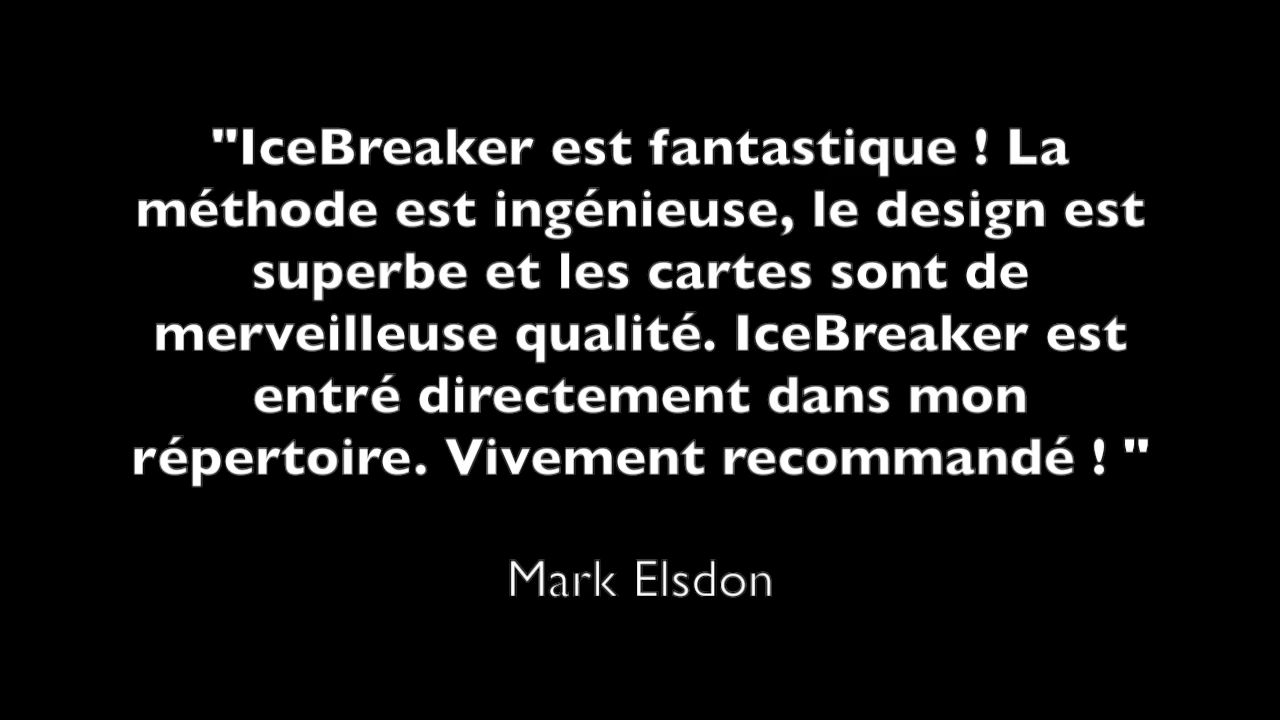 "IceBreaker est fantastique ! La
méthode est ingénieuse, le design est
superbe et les cartes sont de
merveilleuse qualité. IceBreaker est
entré directement dans mon
répertoire. Vivement recommandé ! "
Mark Elsdon